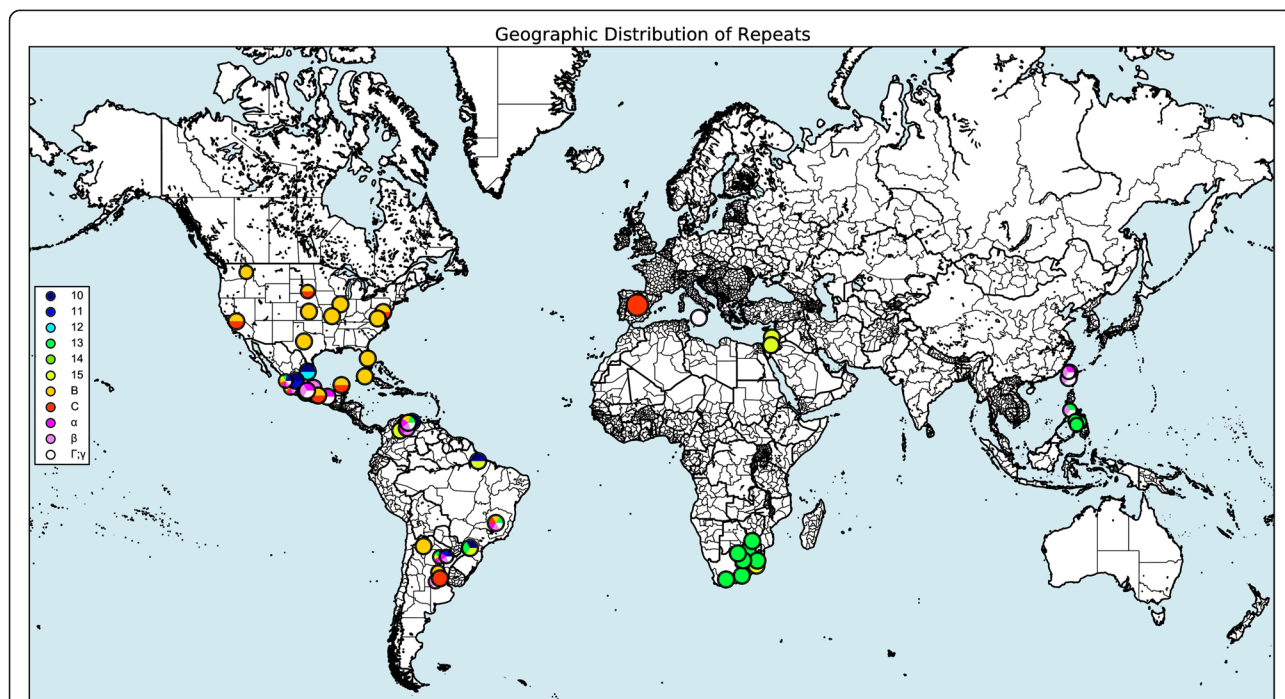 Geographic Distribution of Repeats
10
11
12
13
14
15
B
C
α
β
Γ;γ